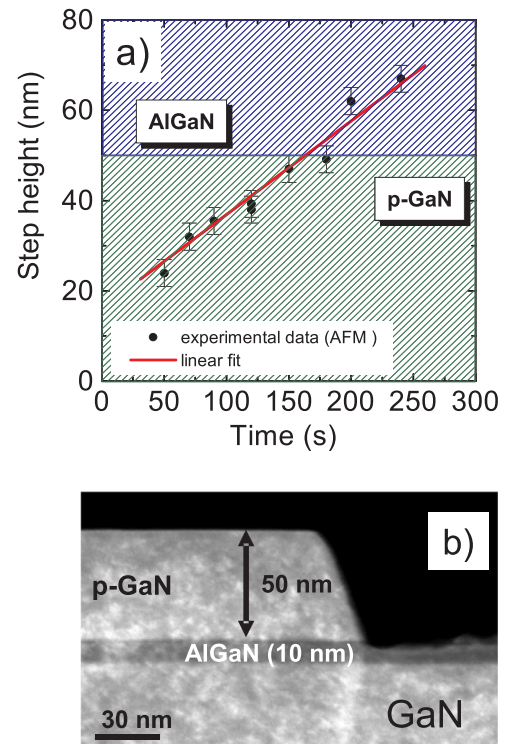 a)
80
60
40
20
0
Step height (nm)
AlGaN
p-GaN
experimental data (AFM )
linear fit
0 50 100 150 200 250 300
Time (s)
b)
p-GaN
50 nm
AlGaN (10 nm)
GaN
30 nm